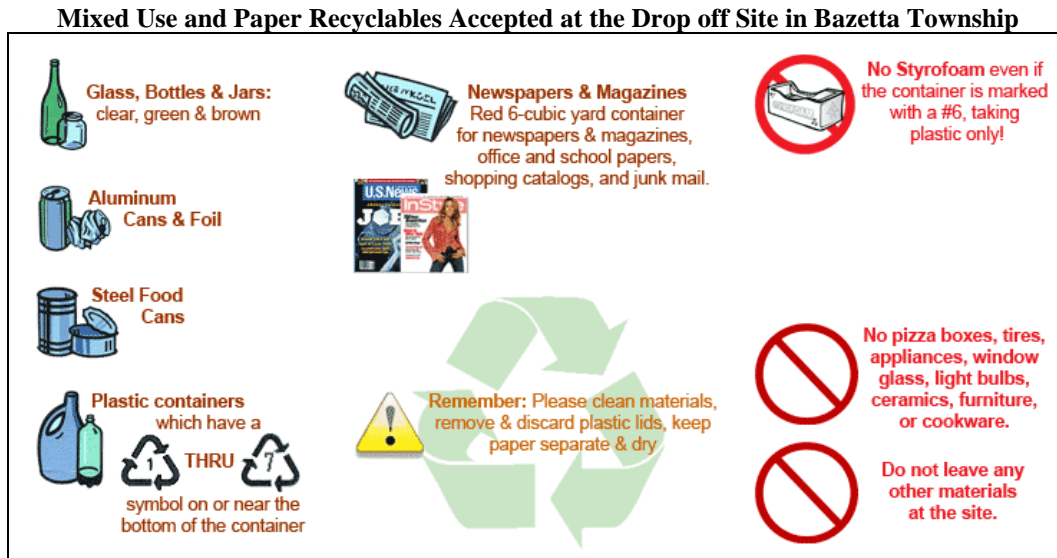 Mixed Use and Paper Recyclables Accepted at the Drop off Site in Bazetta Township
Glass, Bottles & Jars:
clear, green & brown
Aluminum
Cans & Foil
Steel Food
Cans
Plastic containers
which have a
1 THRU 7
symbol on or near the
bottom of the container
Newspapers & Magazines
Red 6-cubic yard container
for newspapers & magazines,
office and school papers,
shopping catalogs, and junk mail.
U.S.News
JOB
InStyle
Remember: Please clean materials,
remove & discard plastic lids, keep
paper separate & dry
No Styrofoam even if
the container is marked
with a #6, taking
plastic only!
No pizza boxes, tires,
appliances, window
glass, light bulbs,
ceramics, furniture,
or cookware.
Do not leave any
other materials
at the site.